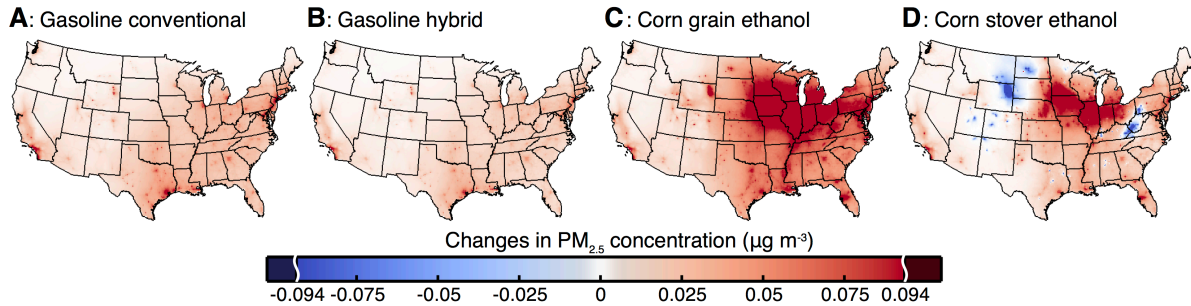 A: Gasoline conventional
B: Gasoline hybrid
C: Corn grain ethanol
D: Corn stover ethanol
Changes in PM2.5 concentration (µg m-3)
-0.094 -0.075 -0.05 -0.025 0 0.025 0.05 0.075 0.094